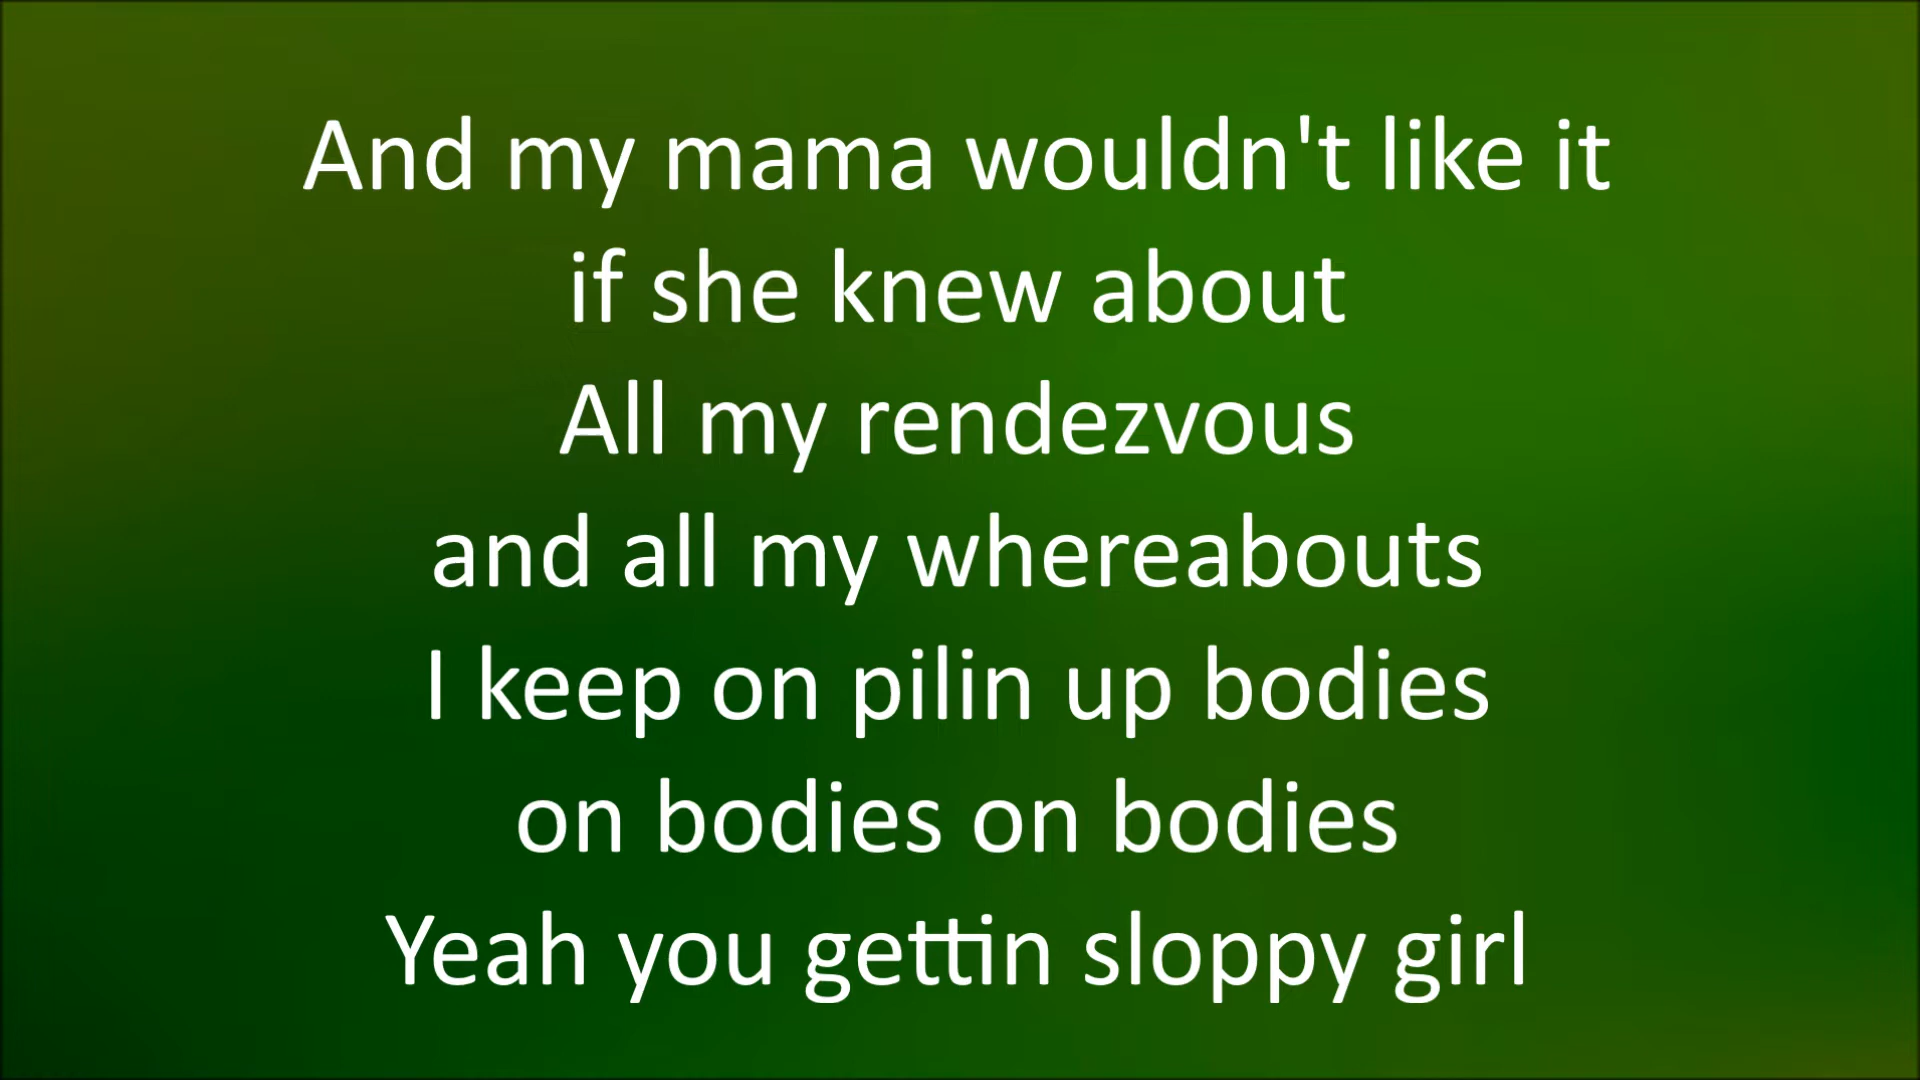 And my mama wouldn't like it
if she knew about
All my rendezvous
and all my whereabouts
I keep on pilin up bodies
on bodies on bodies
Yeah you gettin sloppy girl